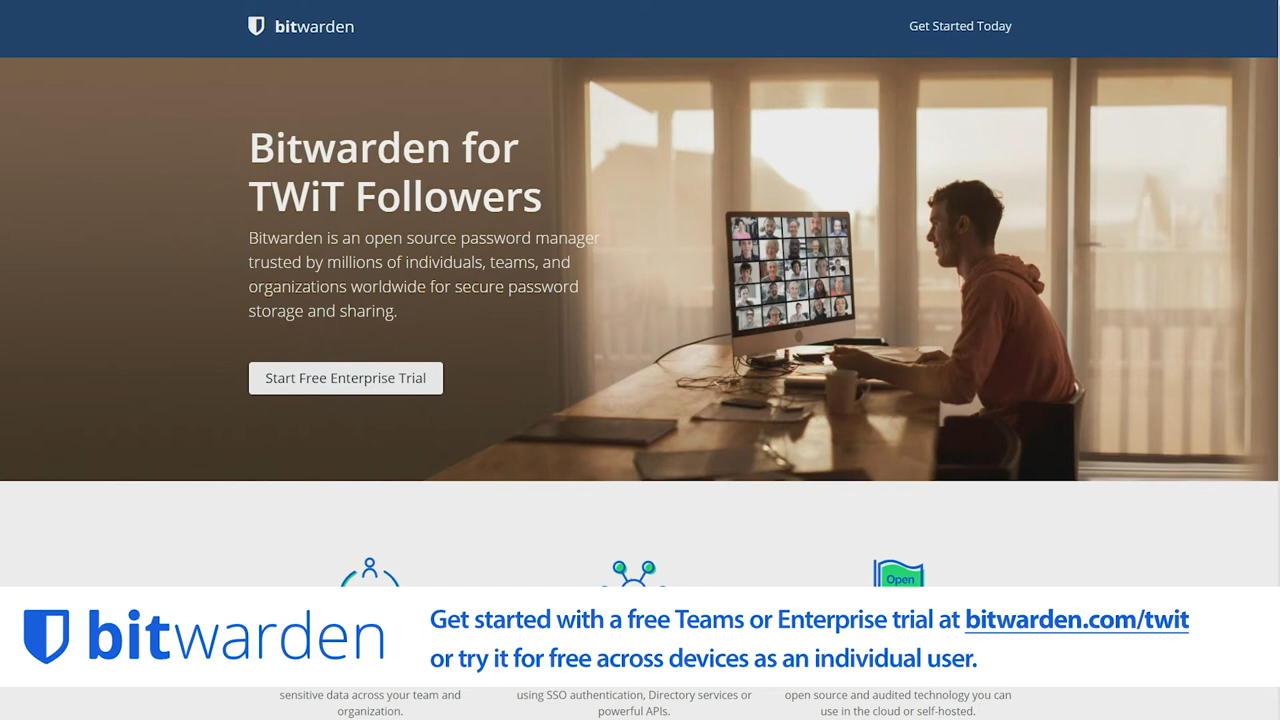 bitwarden
Get Started Today
Bitwarden for
TWiT Followers
Bitwarden is an open source password manager
trusted by millions of individuals, teams, and
organizations worldwide for secure password
storage and sharing.
Start Free Enterprise Trial
Open
bitwarden
Get started with a free Teams or Enterprise trial at bitwarden.com/twit
or try it for free across devices as an individual user.
sensitive data across your team and
organization.
using SSO authentication, Directory services or
powerful APIs.
open source and audited technology you can
use in the cloud or self-hosted.